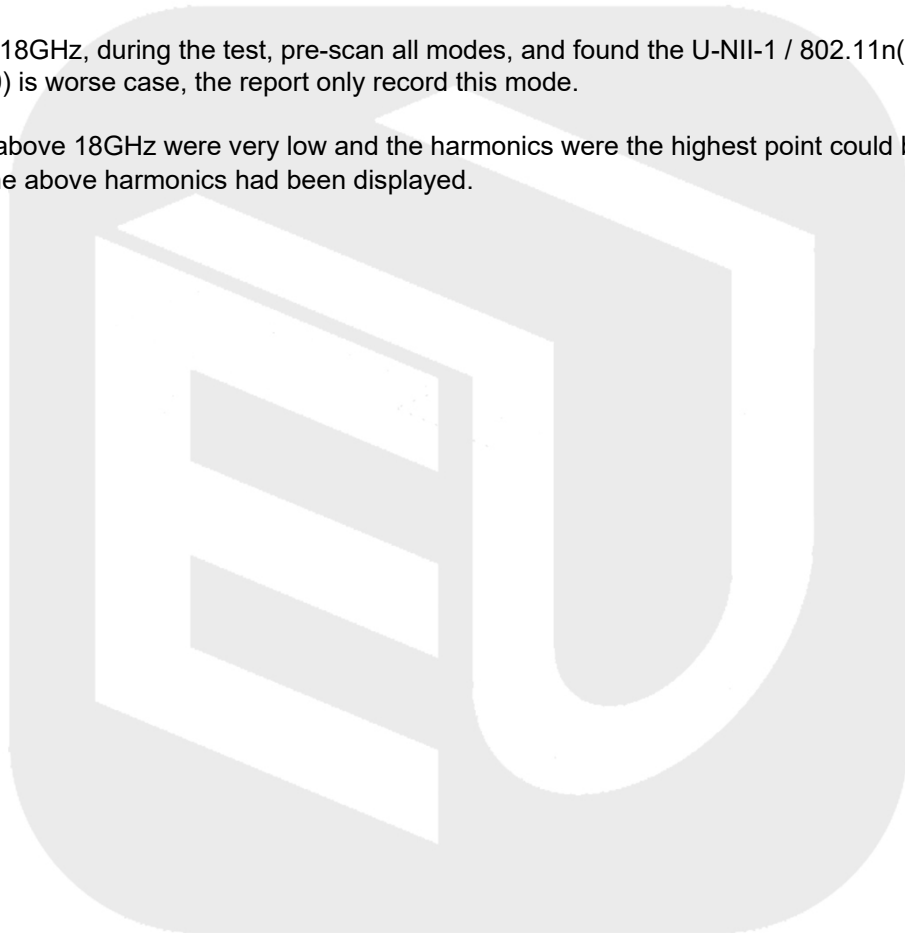 18GHz, during the test, pre-scan all modes, and found the U-NII-1 / 802.11n(
) is worse case, the report only record this mode.
above 18GHz were very low and the harmonics were the highest point could
e above harmonics had been displayed.
EU